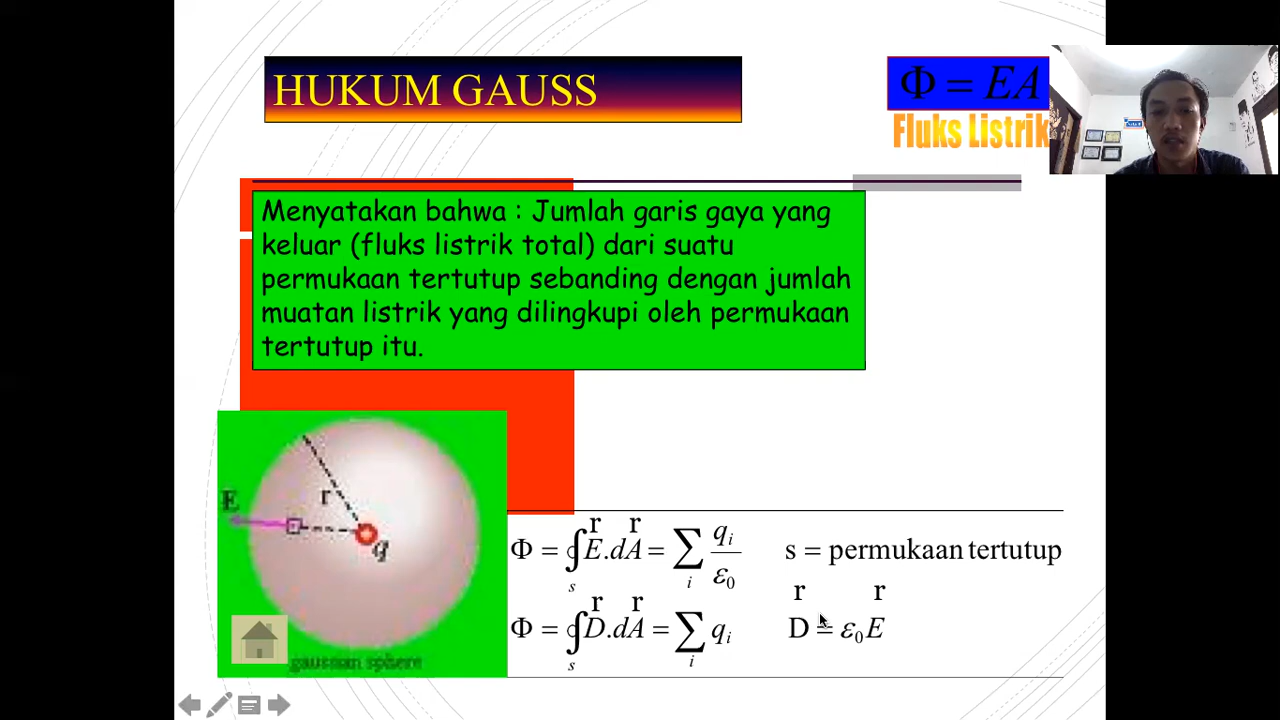 HUKUM GAUSS
Φ = EA
Fluks Listrik
Menyatakan bahwa : Jumlah garis gaya yang
keluar (fluks listrik total) dari suatu
permukaan tertutup sebanding dengan jumlah
muatan listrik yang dilingkupi oleh permukaan
tertutup itu.
E
r
q
gaussian sphere
r r
Φ = ∮ E.dA = ∑ qᵢ/ε₀ s = permukaan tertutup
s i
r r r r
Φ = ∮ D.dA = ∑ qᵢ D = ε₀E
s i